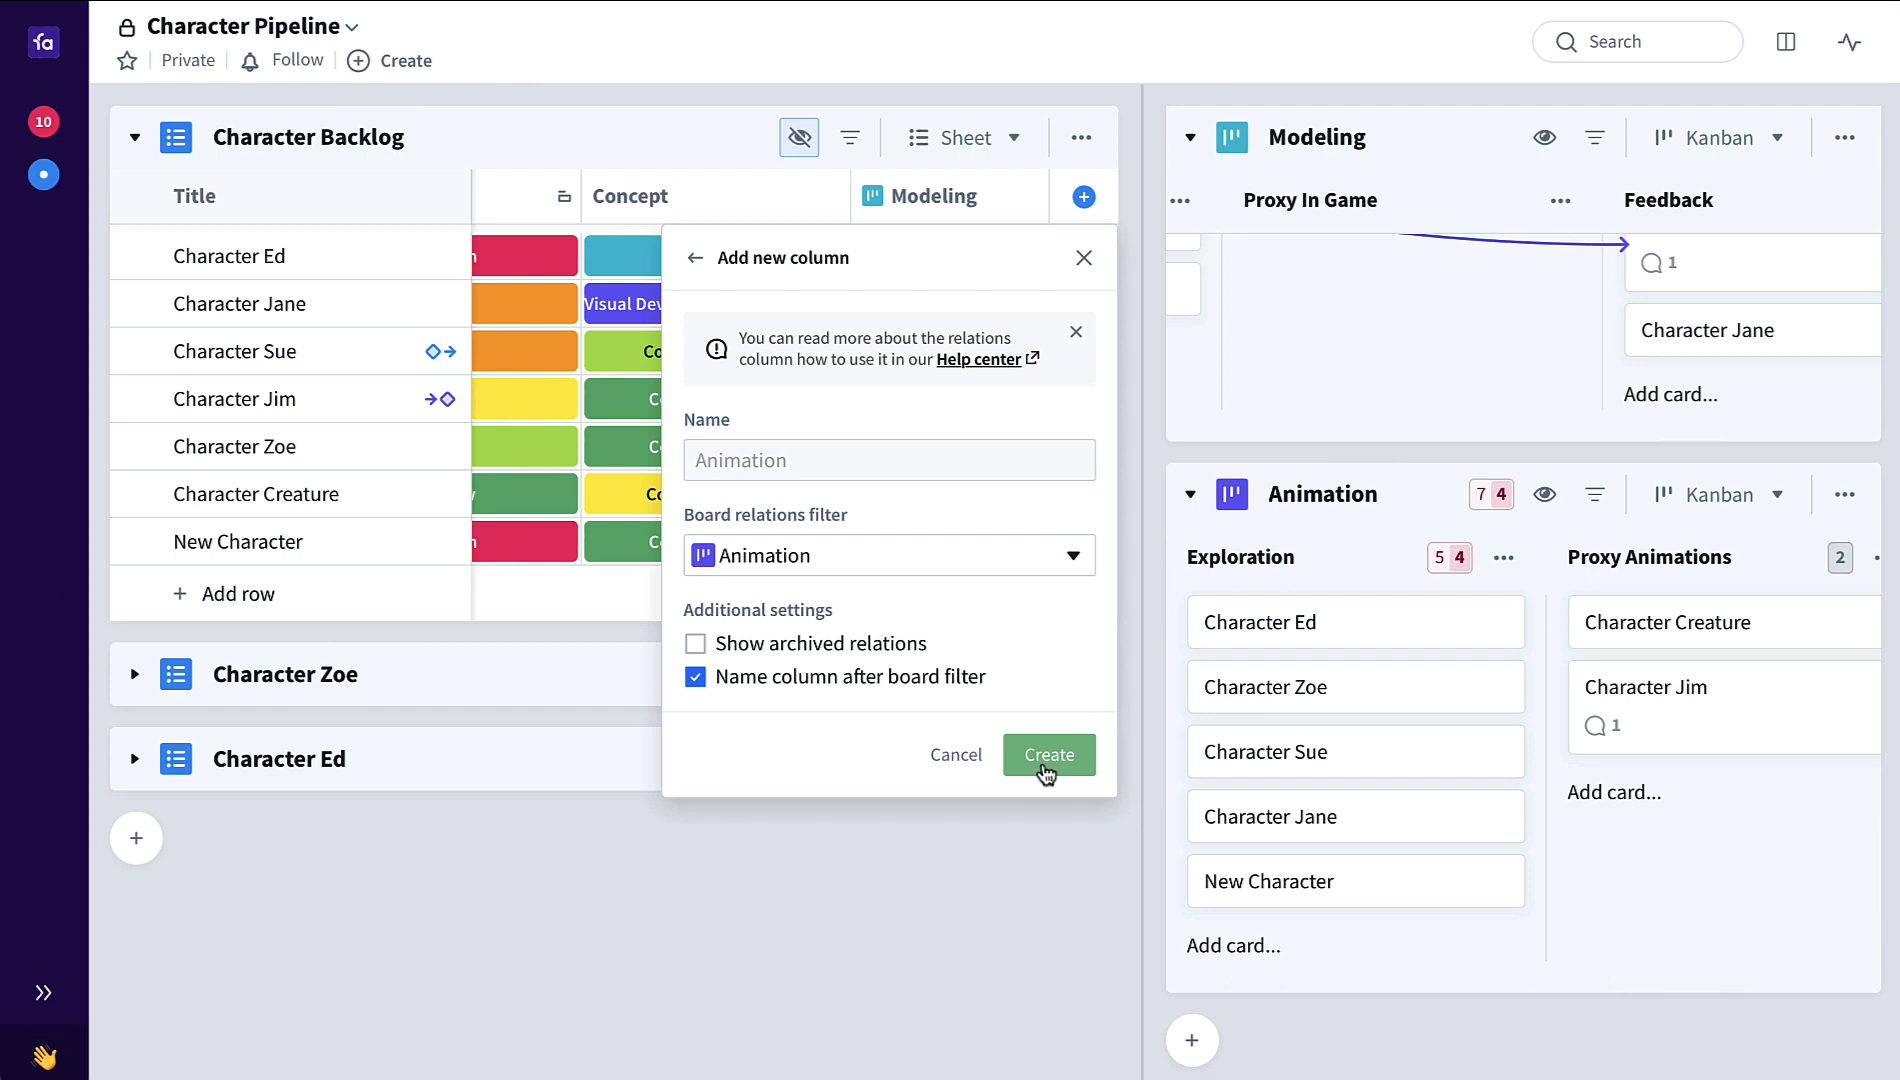 fa
Character Pipeline
Private
Follow
Create
Search
10
Character Backlog
Sheet
Title
Concept
Modeling
Character Ed
Character Jane
Visual Dev
Character Sue
Co
Character Jim
C
Character Zoe
C
Character Creature
Co
New Character
C
Add row
Character Zoe
Character Ed
Add new column
You can read more about the relations
column how to use it in our Help center
Name
Animation
Board relations filter
Animation
Additional settings
Show archived relations
Name column after board filter
Cancel
Create
Modeling
Kanban
Proxy In Game
Feedback
1
Character Jane
Add card...
Animation
7 4
Kanban
Exploration
5 4
Proxy Animations
2
Character Ed
Character Zoe
Character Sue
Character Jane
New Character
Add card...
Character Creature
Character Jim
1
Add card...